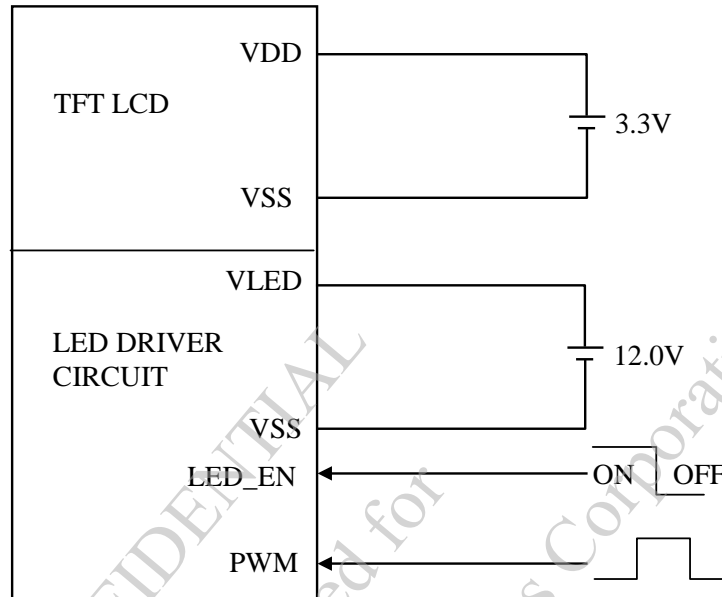 VDD
TFT LCD
3.3V
VSS
VLED
LED DRIVER
CIRCUIT
12.0V
VSS
LED_EN
ON OFF
PWM